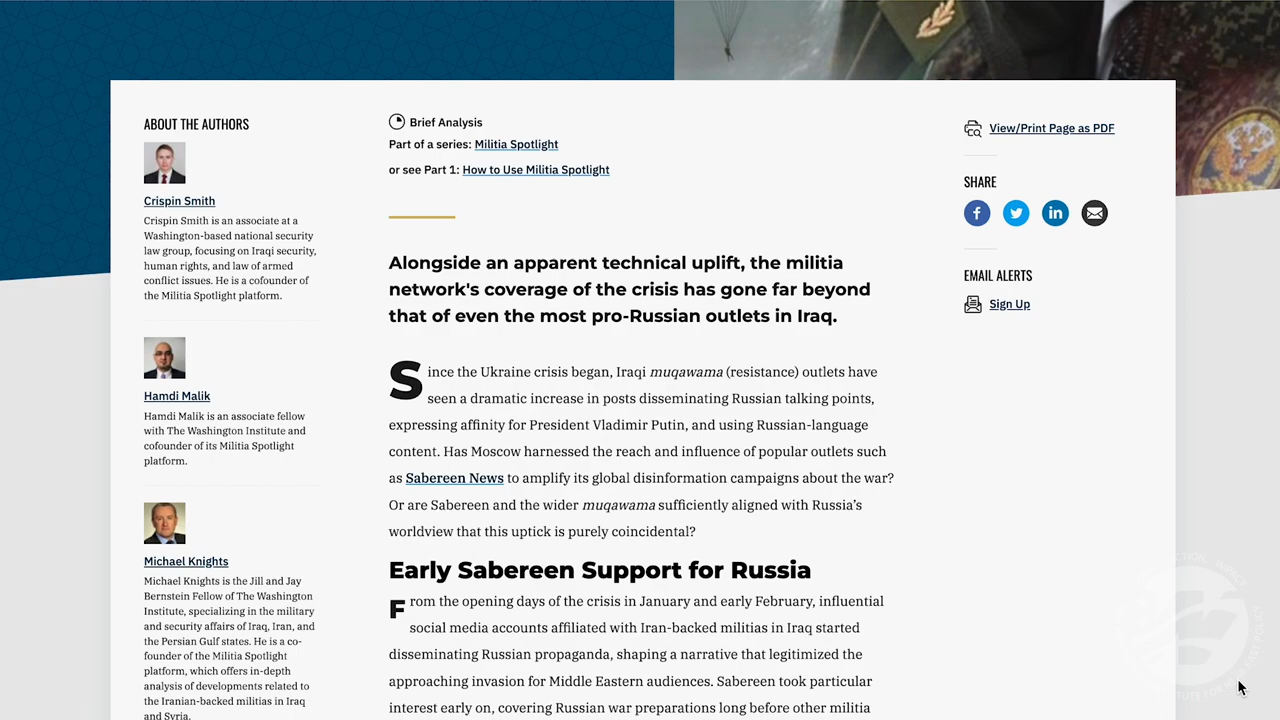 ABOUT THE AUTHORS
Crispin Smith
Crispin Smith is an associate at a
Washington-based national security
law group, focusing on Iraqi security,
human rights, and law of armed
conflict issues. He is a cofounder of
the Militia Spotlight platform.
Hamdi Malik
Hamdi Malik is an associate fellow
with The Washington Institute and
cofounder of its Militia Spotlight
platform.
Michael Knights
Michael Knights is the Jill and Jay
Bernstein Fellow of The Washington
Institute, specializing in the military
and security affairs of Iraq, Iran, and
the Persian Gulf states. He is a co-
founder of the Militia Spotlight
platform, which offers in-depth
analysis of developments related to
the Iranian-backed militias in Iraq
and Syria.
Brief Analysis
Part of a series: Militia Spotlight
or see Part 1: How to Use Militia Spotlight
Alongside an apparent technical uplift, the militia
network's coverage of the crisis has gone far beyond
that of even the most pro-Russian outlets in Iraq.
Since the Ukraine crisis began, Iraqi muqawama (resistance) outlets have
seen a dramatic increase in posts disseminating Russian talking points,
expressing affinity for President Vladimir Putin, and using Russian-language
content. Has Moscow harnessed the reach and influence of popular outlets such
as Sabereen News to amplify its global disinformation campaigns about the war?
Or are Sabereen and the wider muqawama sufficiently aligned with Russia's
worldview that this uptick is purely coincidental?
Early Sabereen Support for Russia
From the opening days of the crisis in January and early February, influential
social media accounts affiliated with Iran-backed militias in Iraq started
disseminating Russian propaganda, shaping a narrative that legitimized the
approaching invasion for Middle Eastern audiences. Sabereen took particular
interest early on, covering Russian war preparations long before other militia
View/Print Page as PDF
SHARE
f
in
EMAIL ALERTS
Sign Up